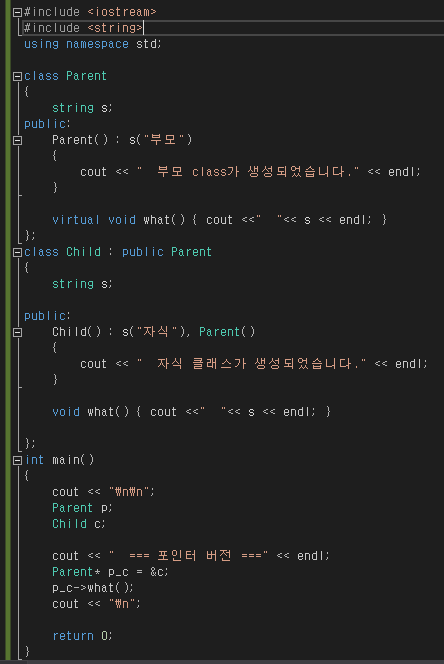 #include <iostream>
#include <string>
using namespace std;
class Parent
{
string s;
public:
Parent() : s("부모")
{
cout << "  부모 class가 생성되었습니다." << endl;
}
virtual void what() { cout <<"  "<< s << endl; }
};
class Child : public Parent
{
string s;
public:
Child() : s("자식"), Parent()
{
cout << "  자식 클래스가 생성되었습니다." << endl;
}
void what() { cout <<"  "<< s << endl; }
};
int main()
{
cout << "₩n₩n";
Parent p;
Child c;
cout << "  === 포인터 버전 ===" << endl;
Parent* p_c = &c;
p_c->what();
cout << "₩n";
return 0;
}